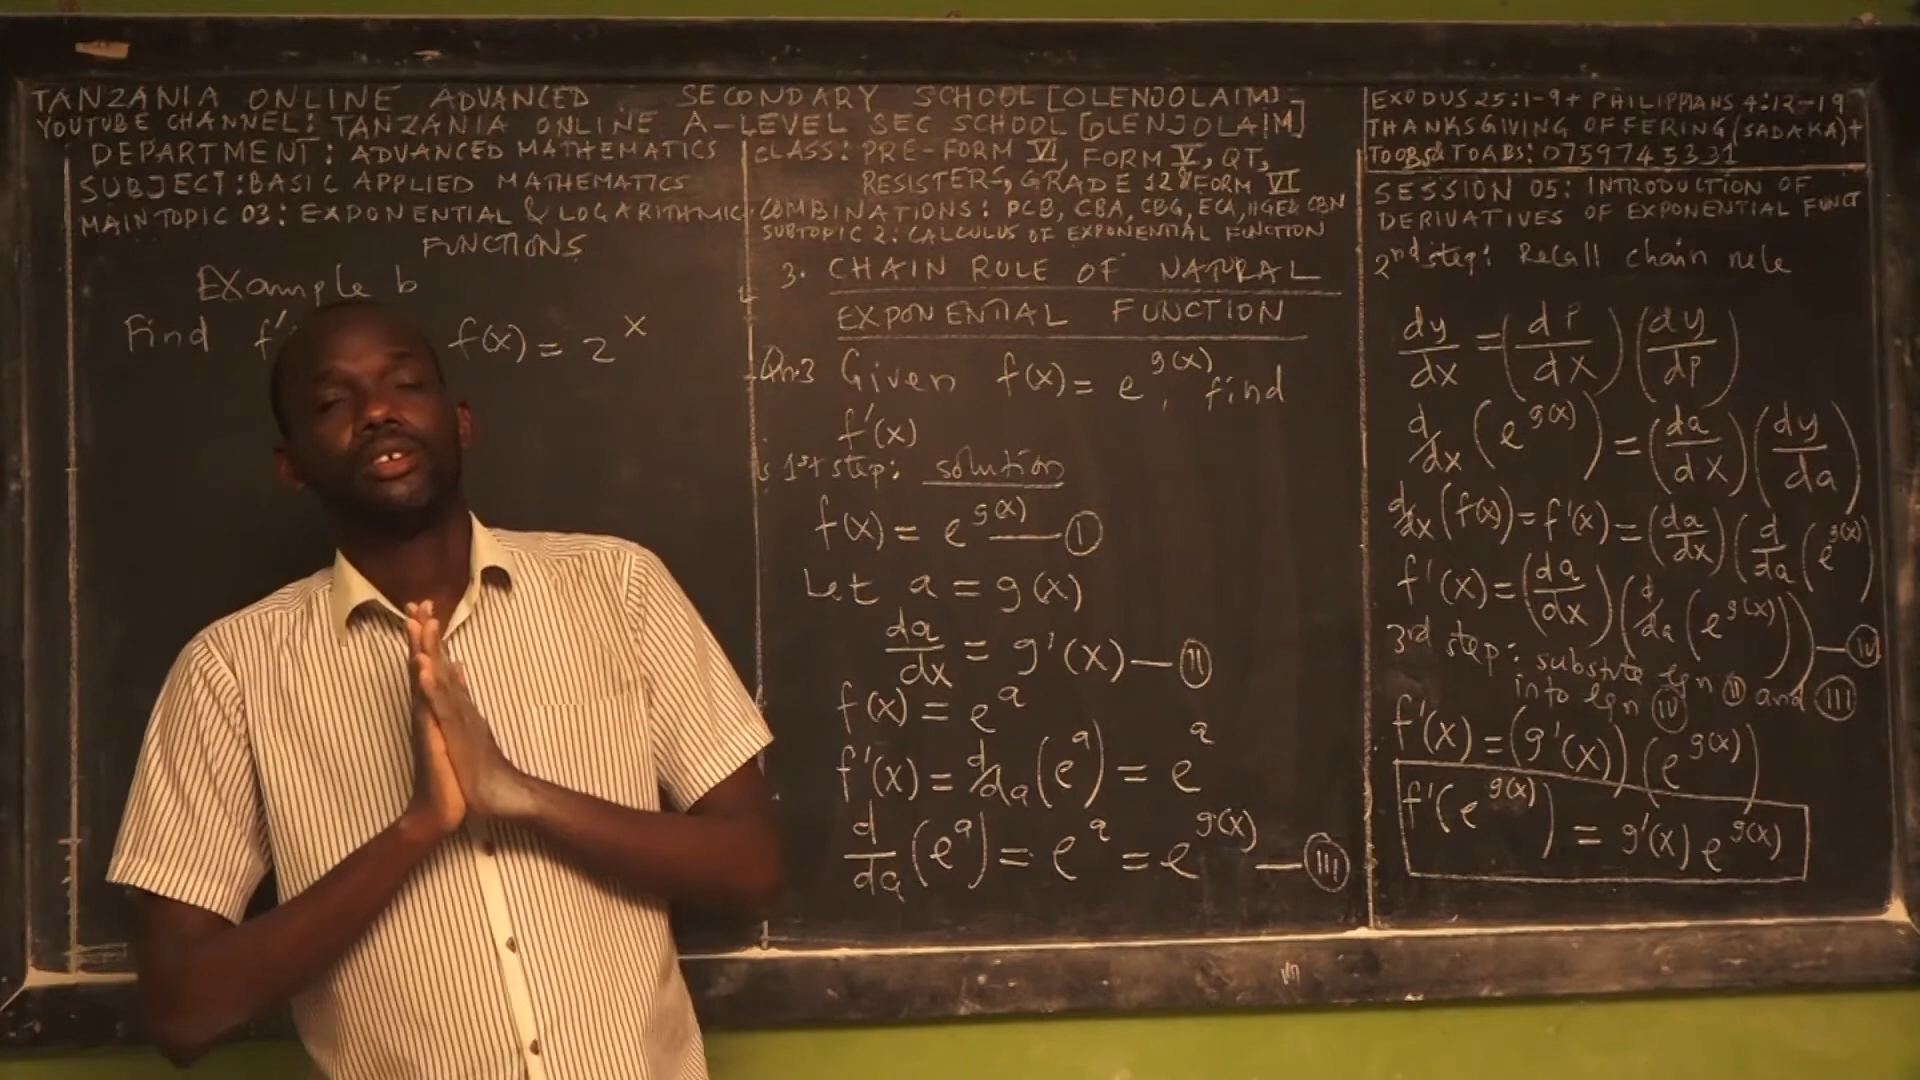 TANZANIA ONLINE ADVANCED SECONDARY SCHOOL [OLENJOLAIM]
YOUTUBE CHANNEL: TANZANIA ONLINE A-LEVEL SEC SCHOOL [OLENJOLAIM]
DEPARTMENT: ADVANCED MATHEMATICS
SUBJECT: BASIC APPLIED MATHEMATICS
MAIN TOPIC 03: EXPONENTIAL & LOGARITHMIC
FUNCTIONS
Example b
Find f' f(x) = 2^x
CLASS: PRE-FORM VI, FORM V, QT,
RESISTERS, GRADE 12 & FORM VI
COMBINATIONS: PCB, CBA, CBG, ECA, HGE & CBN
SUBTOPIC 2: CALCULUS OF EXPONENTIAL FUNCTION
3. CHAIN RULE OF NATURAL
EXPONENTIAL FUNCTION
Qn.3 Given f(x) = e^g(x), find
f'(x)
1st step: solution
f(x) = e^g(x) — I
Let a = g(x)
da/dx = g'(x) — II
f(x) = e^a
f'(x) = d/da (e^a) = e^a
d/da (e^a) = e^a = e^g(x) — III
EXODUS 25:1-9 + PHILIPPIANS 4:12-19
THANKSGIVING OFFERING (SADAKA) +
TOOBS & TOABS: 0759745331
SESSION 05: INTRODUCTION OF
DERIVATIVES OF EXPONENTIAL FUNCT
2nd step: Recall chain rule
dy/dx = (dP/dx) (dy/dP)
d/dx (e^g(x)) = (da/dx) (dy/da)
d/dx (f(x)) = f'(x) = (da/dx) (d/da (e^g(x))
f'(x) = (da/dx) (d/da (e^g(x))) — IV
3rd step: substute eqn II and III
into eqn IV
f'(x) = (g'(x)) (e^g(x))
f'(e^g(x)) = g'(x) e^g(x)